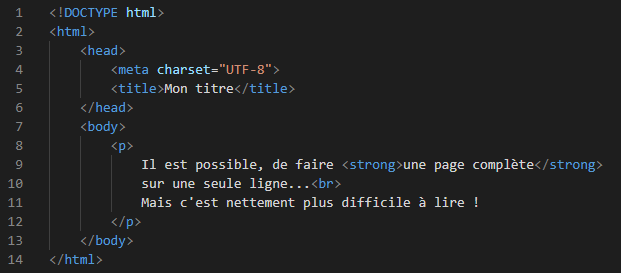 1 <!DOCTYPE html>
2 <html>
3 <head>
4 <meta charset="UTF-8">
5 <title>Mon titre</title>
6 </head>
7 <body>
8 <p>
9 Il est possible, de faire <strong>une page complète</strong>
10 sur une seule ligne...<br>
11 Mais c'est nettement plus difficile à lire !
12 </p>
13 </body>
14 </html>